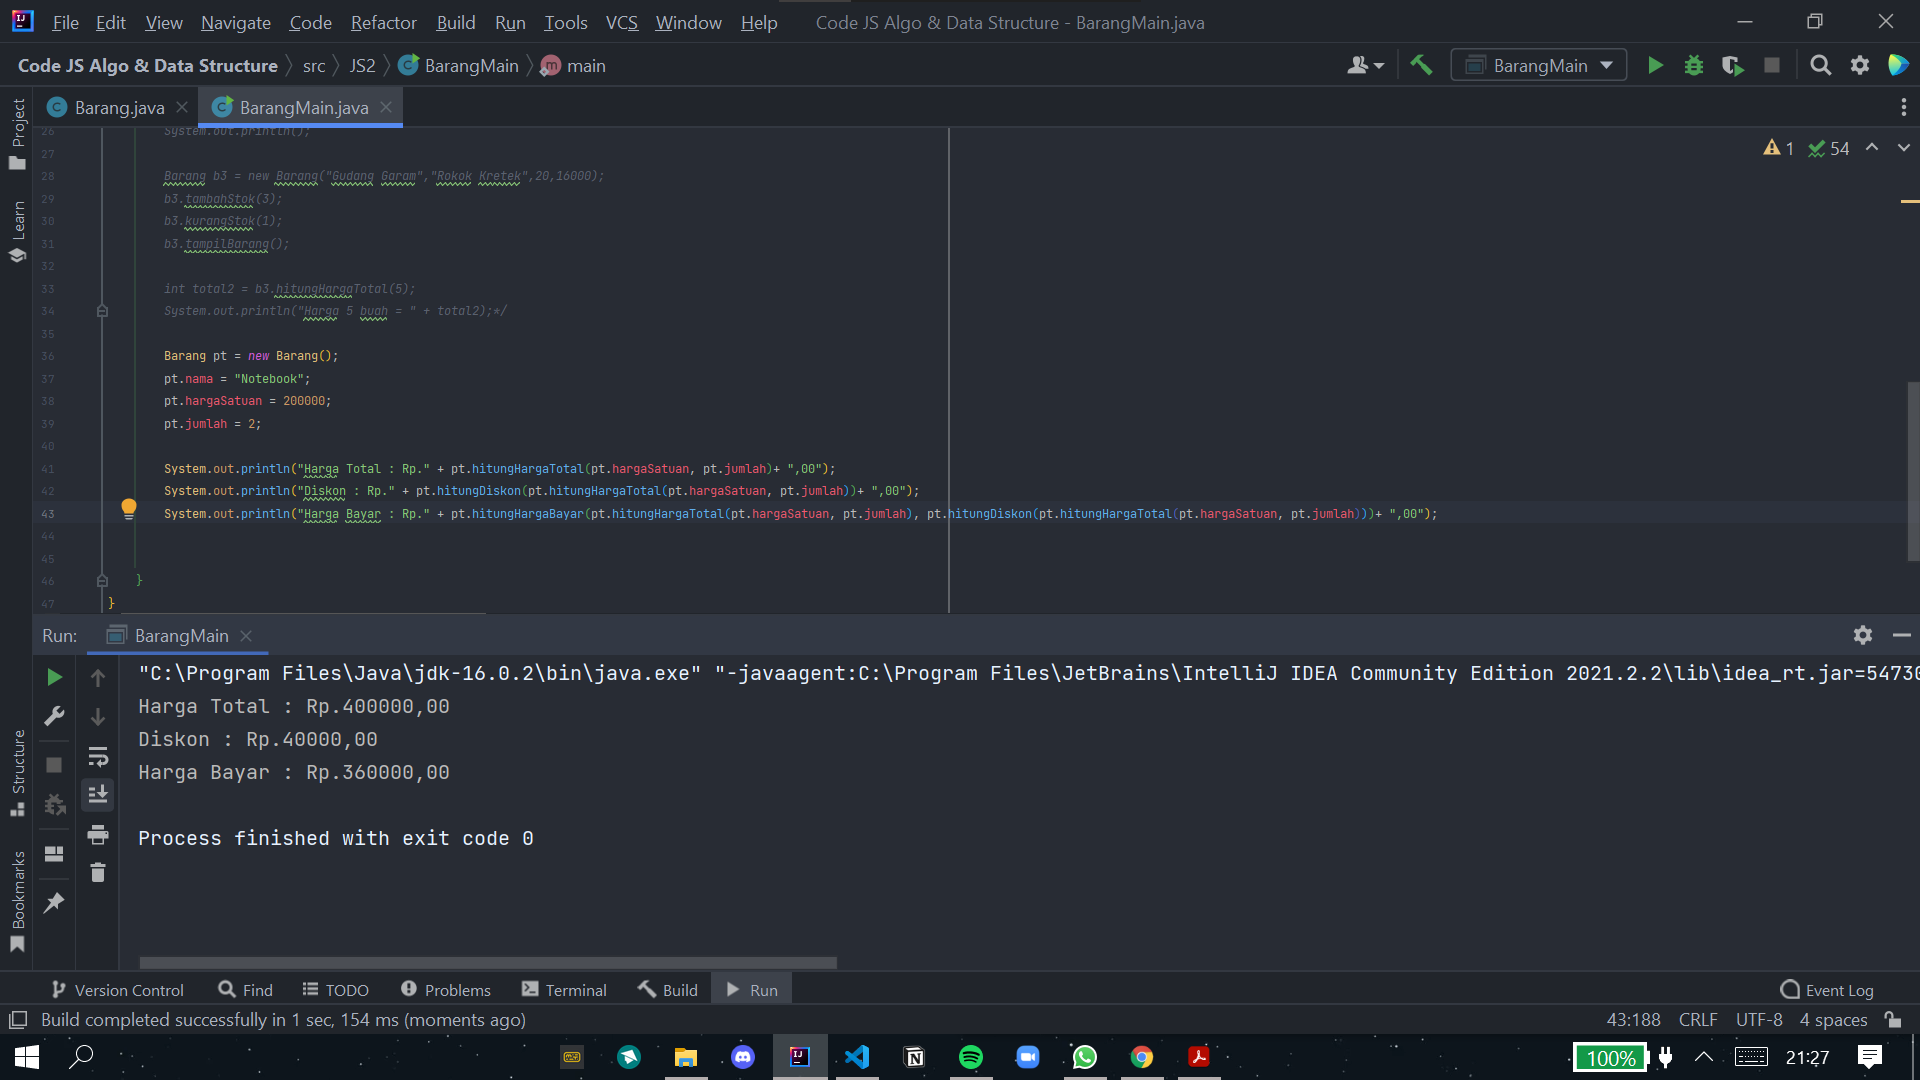 File Edit View Navigate Code Refactor Build Run Tools VCS Window Help Code JS Algo & Data Structure - BarangMain.java
Code JS Algo & Data Structure src JS2 BarangMain main
BarangMain
Barang.java BarangMain.java
Project
Learn
Structure
Bookmarks
1 54
26 System.out.println();
27
28 Barang b3 = new Barang("Gudang Garam","Rokok Kretek",20,16000);
29 b3.tambahStok(3);
30 b3.kurangStok(1);
31 b3.tampilBarang();
32
33 int total2 = b3.hitungHargaTotal(5);
34 System.out.println("Harga 5 buah = " + total2);*/
35
36 Barang pt = new Barang();
37 pt.nama = "Notebook";
38 pt.hargaSatuan = 200000;
39 pt.jumlah = 2;
40
41 System.out.println("Harga Total : Rp." + pt.hitungHargaTotal(pt.hargaSatuan, pt.jumlah)+ ",00");
42 System.out.println("Diskon : Rp." + pt.hitungDiskon(pt.hitungHargaTotal(pt.hargaSatuan, pt.jumlah))+ ",00");
43 System.out.println("Harga Bayar : Rp." + pt.hitungHargaBayar(pt.hitungHargaTotal(pt.hargaSatuan, pt.jumlah), pt.hitungDiskon(pt.hitungHargaTotal(pt.hargaSatuan, pt.jumlah)))+ ",00");
44
45
46 }
47 }
Run: BarangMain
"C:\Program Files\Java\jdk-16.0.2\bin\java.exe" "-javaagent:C:\Program Files\JetBrains\IntelliJ IDEA Community Edition 2021.2.2\lib\idea_rt.jar=54730
Harga Total : Rp.400000,00
Diskon : Rp.40000,00
Harga Bayar : Rp.360000,00
Process finished with exit code 0
Version Control Find TODO Problems Terminal Build Run Event Log
Build completed successfully in 1 sec, 154 ms (moments ago) 43:188 CRLF UTF-8 4 spaces
100% 21:27